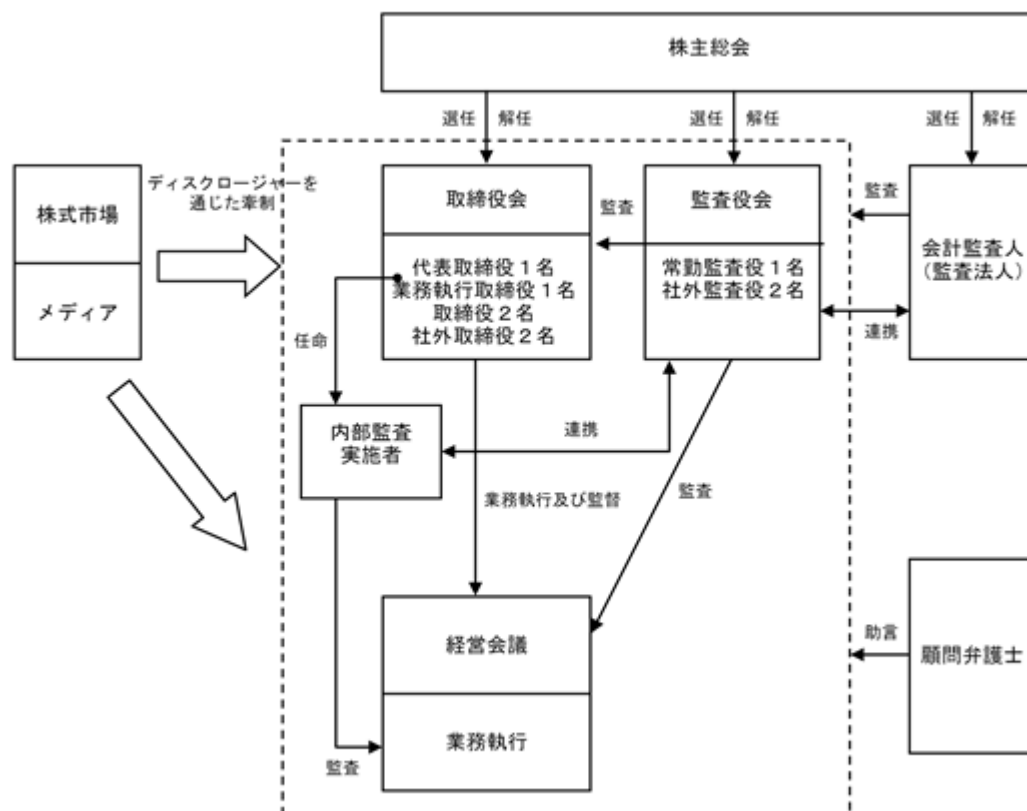 株主総会
選任 解任
選任 解任
選任 解任
株式市場
メディア
ディスクロージャーを
通じた牽制
取締役会
代表取締役1名
業務執行取締役1名
取締役2名
社外取締役2名
監査
監査役会
常勤監査役1名
社外監査役2名
監査
会計監査人
(監査法人)
連携
任命
内部監査
実施者
連携
業務執行及び監督
監査
経営会議
業務執行
監査
助言
顧問弁護士